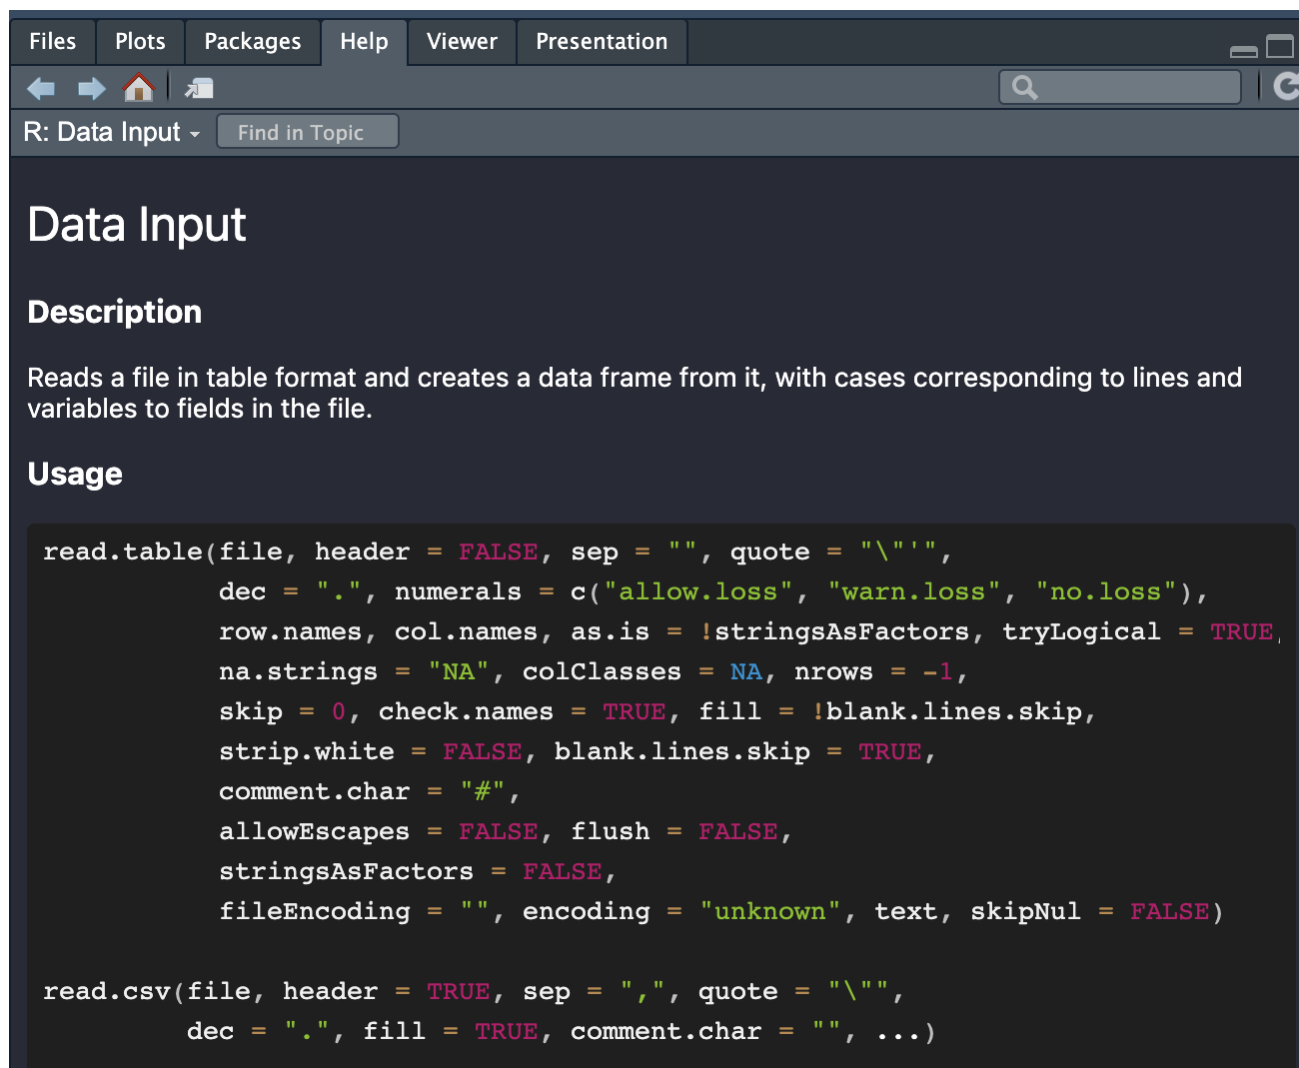 Files Plots Packages Help Viewer Presentation
R: Data Input Find in Topic
Data Input
Description
Reads a file in table format and creates a data frame from it, with cases corresponding to lines and
variables to fields in the file.
Usage
read.table(file, header = FALSE, sep = "", quote = "\"'",
dec = ".", numerals = c("allow.loss", "warn.loss", "no.loss"),
row.names, col.names, as.is = !stringsAsFactors, tryLogical = TRUE,
na.strings = "NA", colClasses = NA, nrows = -1,
skip = 0, check.names = TRUE, fill = !blank.lines.skip,
strip.white = FALSE, blank.lines.skip = TRUE,
comment.char = "#",
allowEscapes = FALSE, flush = FALSE,
stringsAsFactors = FALSE,
fileEncoding = "", encoding = "unknown", text, skipNul = FALSE)
read.csv(file, header = TRUE, sep = ",", quote = "\"",
dec = ".", fill = TRUE, comment.char = "", ...)